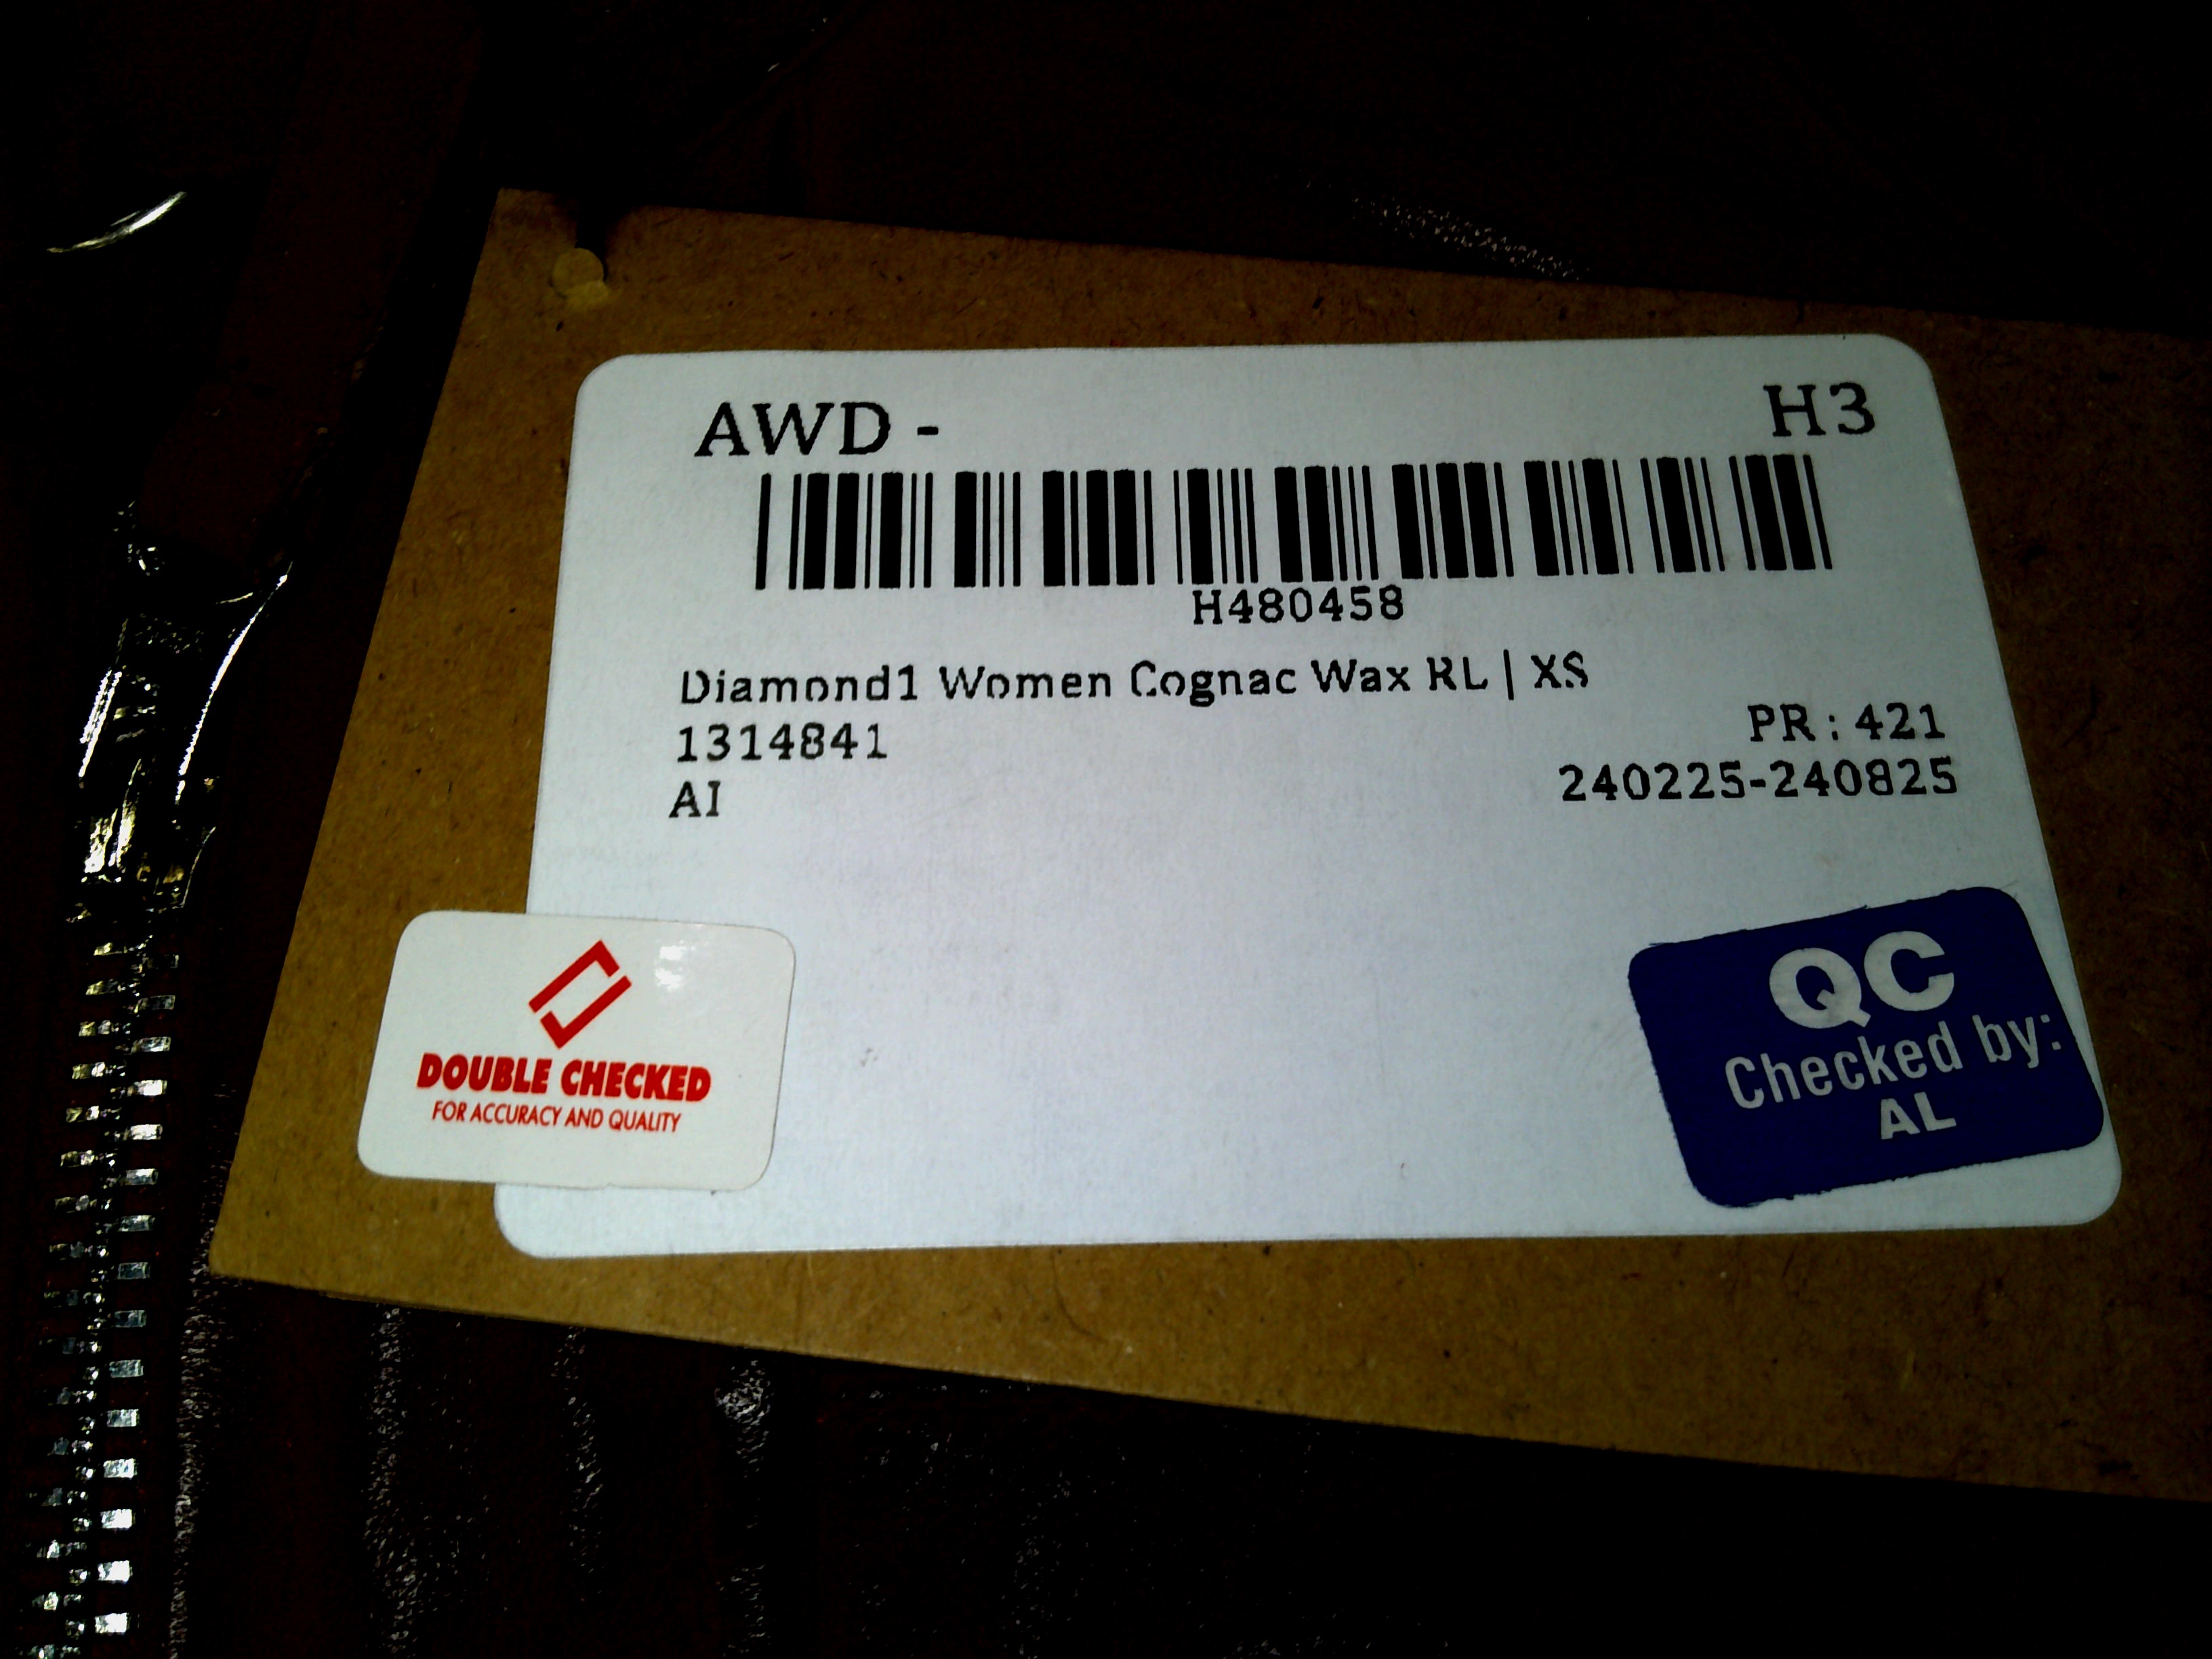 AWD - H3
H480458
Diamond1 Women Cognac Wax RL | XS
1314841
PR : 421
AI
240225-240825
DOUBLE CHECKED
FOR ACCURACY AND QUALITY
QC
Checked by:
AL